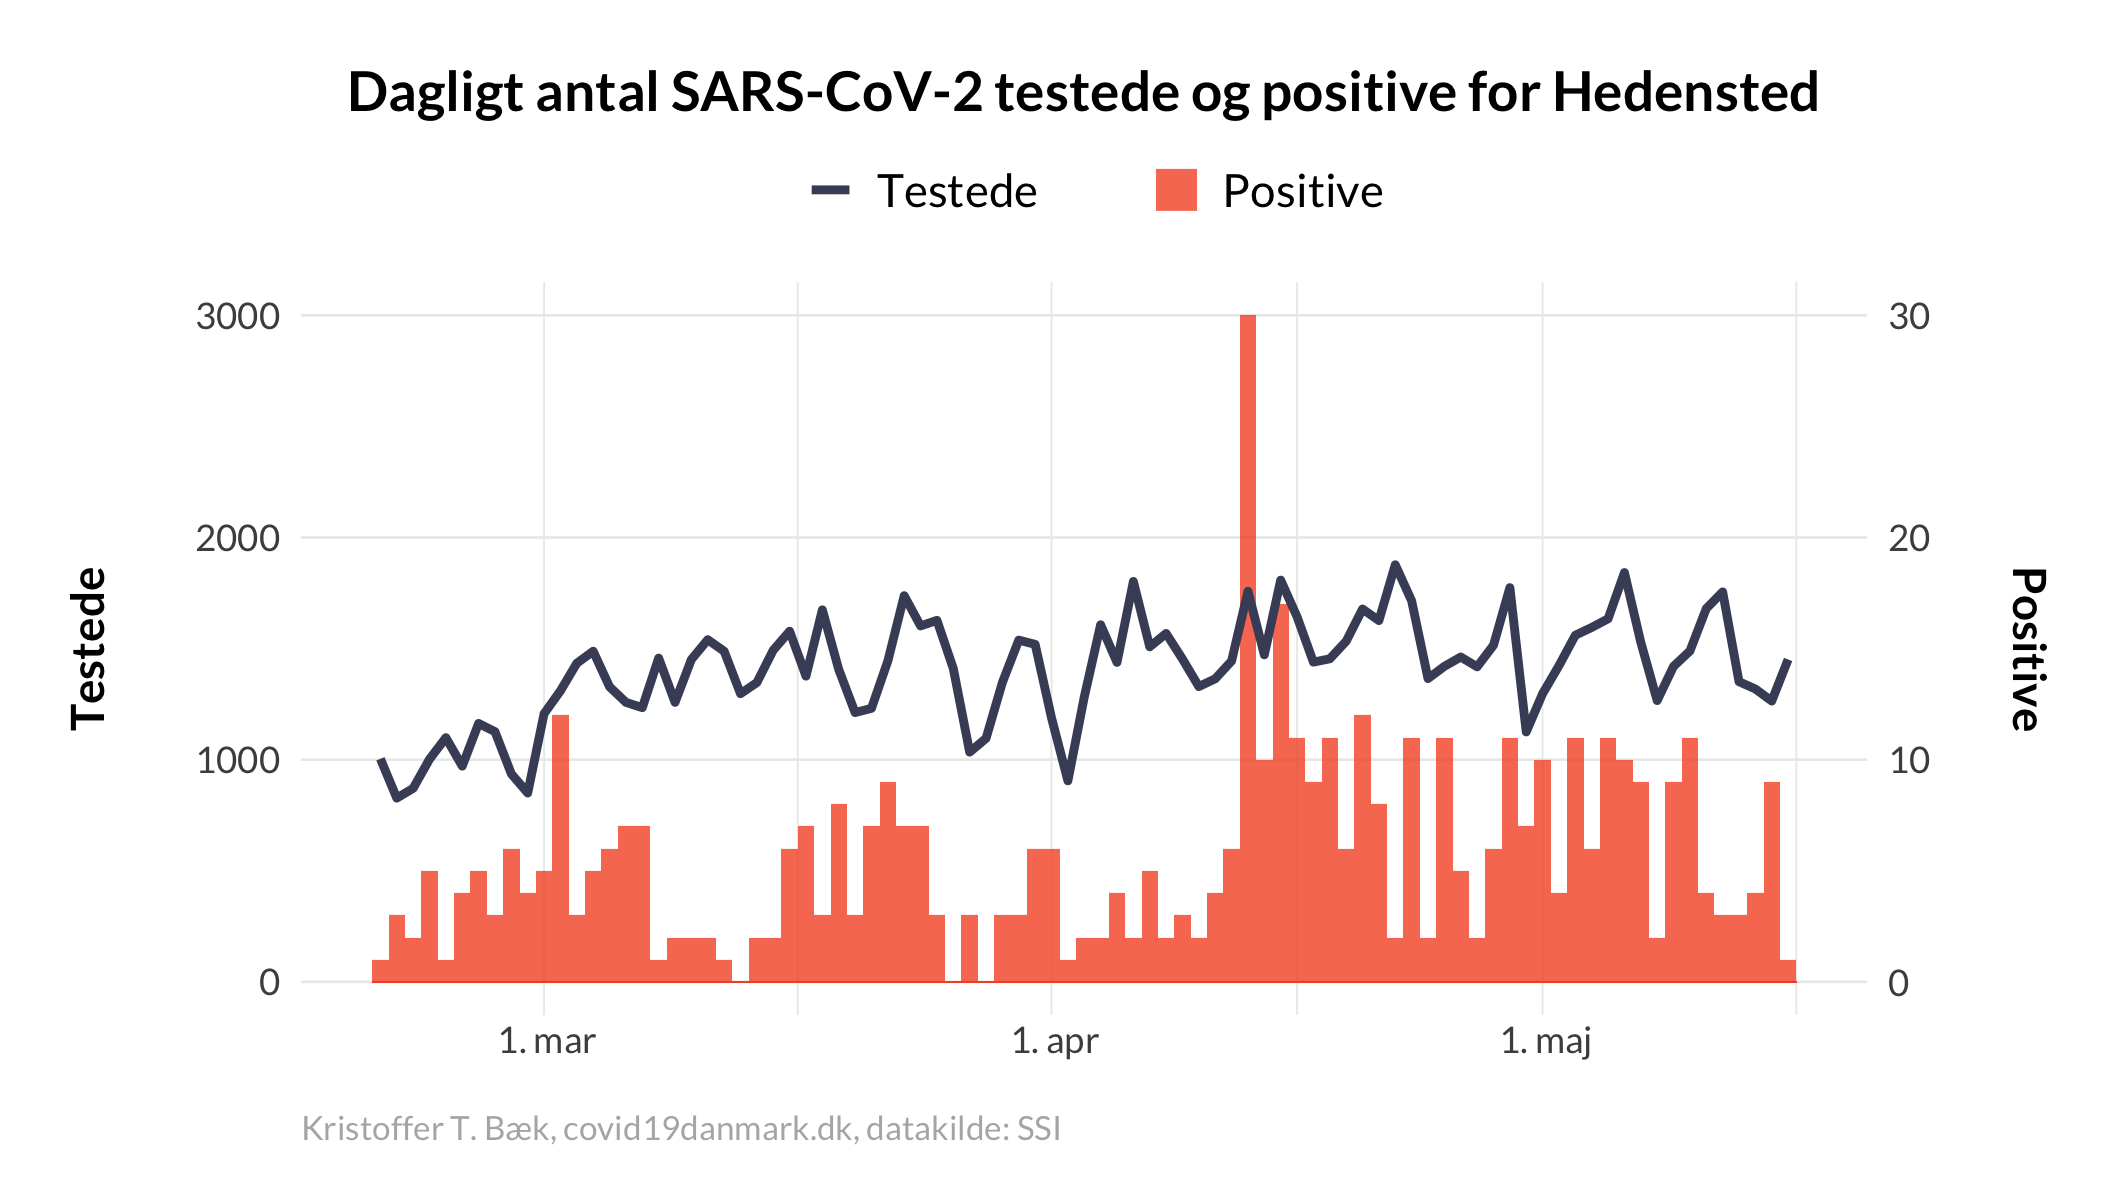 Dagligt antal SARS-CoV-2 testede og positive for Hedensted
Testede
Positive
3000
30
2000
20
Testede
Positive
1000
10
0
0
1. mar
1. apr
1. maj
Kristoffer T. Bæk, covid19danmark.dk, datakilde: SSI